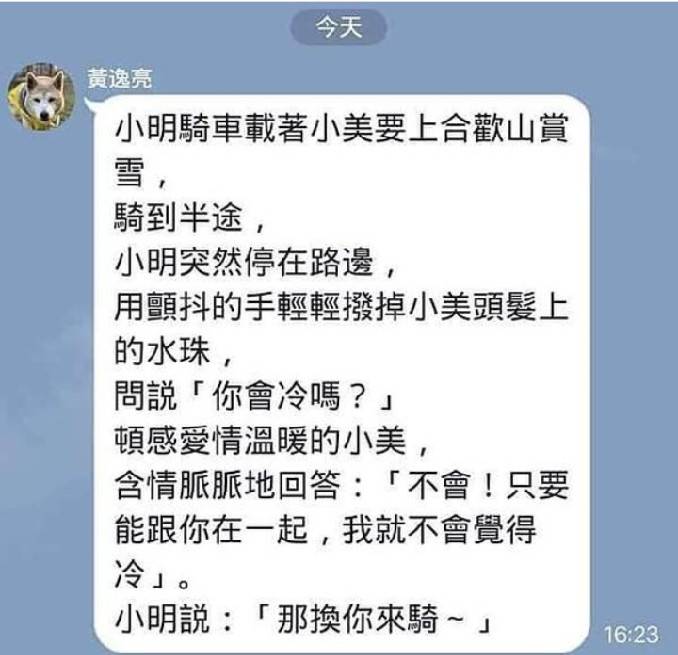 今天
黃逸亮
小明騎車載著小美要上合歡山賞
雪，
騎到半途，
小明突然停在路邊，
用顫抖的手輕輕撥掉小美頭髮上
的水珠，
問說「你會冷嗎？」
頓感愛情溫暖的小美，
含情脈脈地回答：「不會！只要
能跟你在一起，我就不會覺得
冷」。
小明說：「那換你來騎～」
16:23